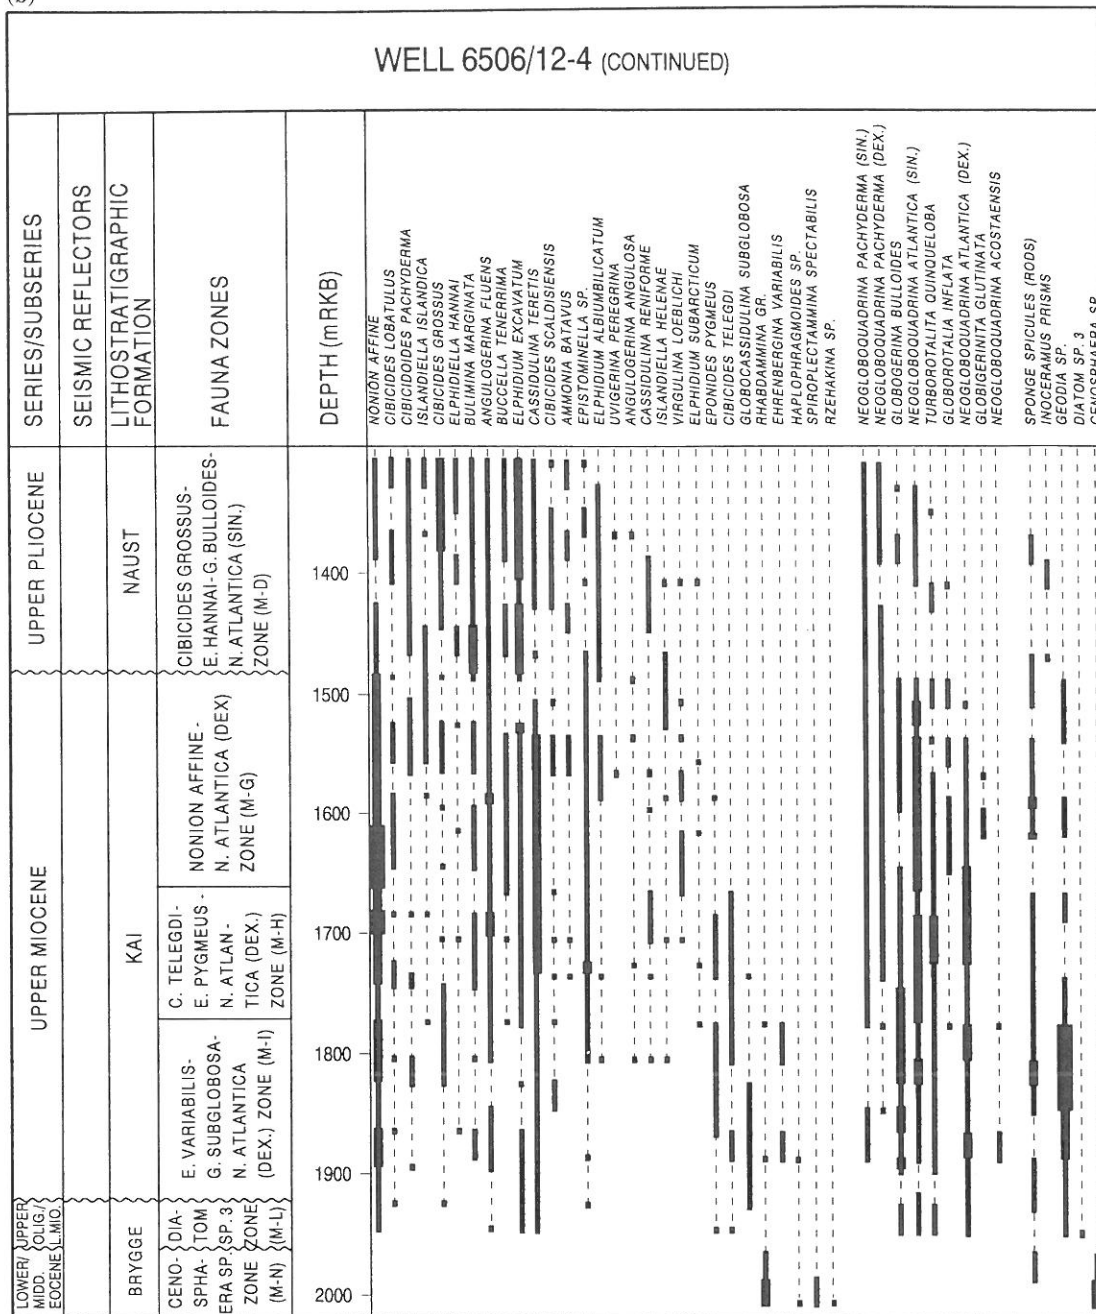 (b)
WELL 6506/12-4 (CONTINUED)
SERIES/SUBSERIES
SEISMIC REFLECTORS
LITHOSTRATIGRAPHIC
FORMATION
FAUNA ZONES
DEPTH (m RKB)
NONION AFFINE
CIBICIDES LOBATULUS
CIBICIDOIDES PACHYDERMA
ISLANDIELLA ISLANDICA
CIBICIDES GROSSUS
ELPHIDIELLA HANNAI
BULIMINA MARGINATA
ANGULOGERINA FLUENS
BUCCELLA TENERRIMA
ELPHIDIUM EXCAVATUM
CASSIDULINA TERETIS
CIBICIDES SCALDISIENSIS
AMMONIA BATAVUS
EPISTOMINELLA SP.
ELPHIDIUM ALBIUMBILICATUM
UVIGERINA PEREGRINA
ANGULOGERINA ANGULOSA
CASSIDULINA RENIFORME
ISLANDIELLA HELENAE
VIRGULINA LOEBLICHI
ELPHIDIUM SUBARCTICUM
EPONIDES PYGMEUS
CIBICIDES TELEGDI
GLOBOCASSIDULINA SUBGLOBOSA
RHABDAMMINA GR.
EHRENBERGINA VARIABILIS
HAPLOPHRAGMOIDES SP.
SPIROPLECTAMMINA SPECTABILIS
RZEHAKINA SP.
NEOGLOBOQUADRINA PACHYDERMA (SIN.)
NEOGLOBOQUADRINA PACHYDERMA (DEX.)
GLOBOGERINA BULLOIDES
NEOGLOBOQUADRINA ATLANTICA (SIN.)
TUROBOROTALITA QUINQUELOBA
GLOBOROTALIA INFLATA
NEOGLOBOQUADRINA ATLANTICA (DEX.)
GLOBIGERINITA GLUTINATA
NEOGLOBOQUADRINA ACOSTAENSIS
SPONGE SPICULES (RODS)
INOCERAMUS PRISMS
GEODIA SP.
DIATOM SP. 3
CENOSPHAERA SP.
UPPER PLIOCENE
NAUST
CIBICIDES GROSSUS-
E. HANNAI-G. BULLOIDES-
N. ATLANTICA (SIN.)
ZONE (M-D)
UPPER MIOCENE
KAI
NONION AFFINE-
N. ATLANTICA (DEX)
ZONE (M-G)
C. TELEGDI-
E. PYGMEUS -
N. ATLAN-
TICA (DEX.)
ZONE (M-H)
E. VARIABILIS-
G. SUBGLOBOSA-
N. ATLANTICA
(DEX.) ZONE (M-I)
UPPER
OLIG./
L.MIO.
BRYGGE
DIA-
TOM
SP. 3
ZONE
(M-L)
LOWER/
MIDD.
EOCENE
CENO-
SPHA-
ERA SP.
ZONE
(M-N)
1400
1500
1600
1700
1800
1900
2000